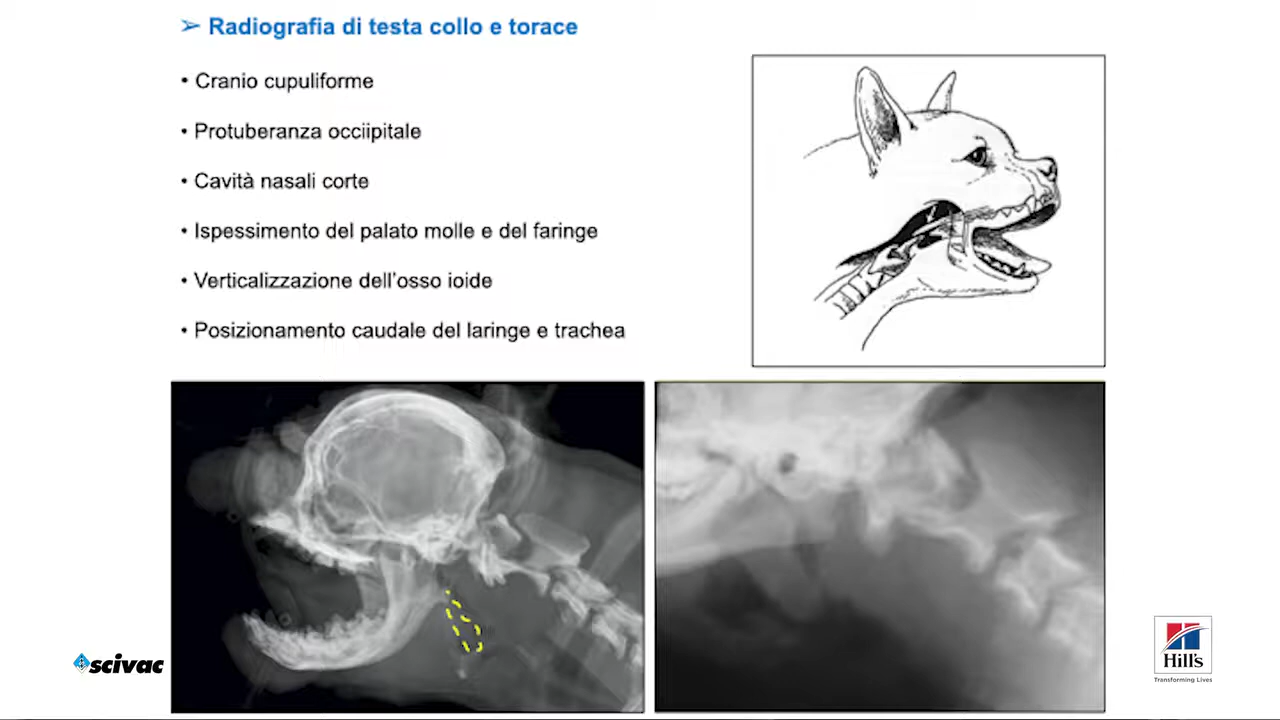 ➢ Radiografia di testa collo e torace
• Cranio cupuliforme
• Protuberanza occiipitale
• Cavità nasali corte
• Ispessimento del palato molle e del faringe
• Verticalizzazione dell'osso ioide
• Posizionamento caudale del laringe e trachea
scivac
Hill's
Transforming Lives